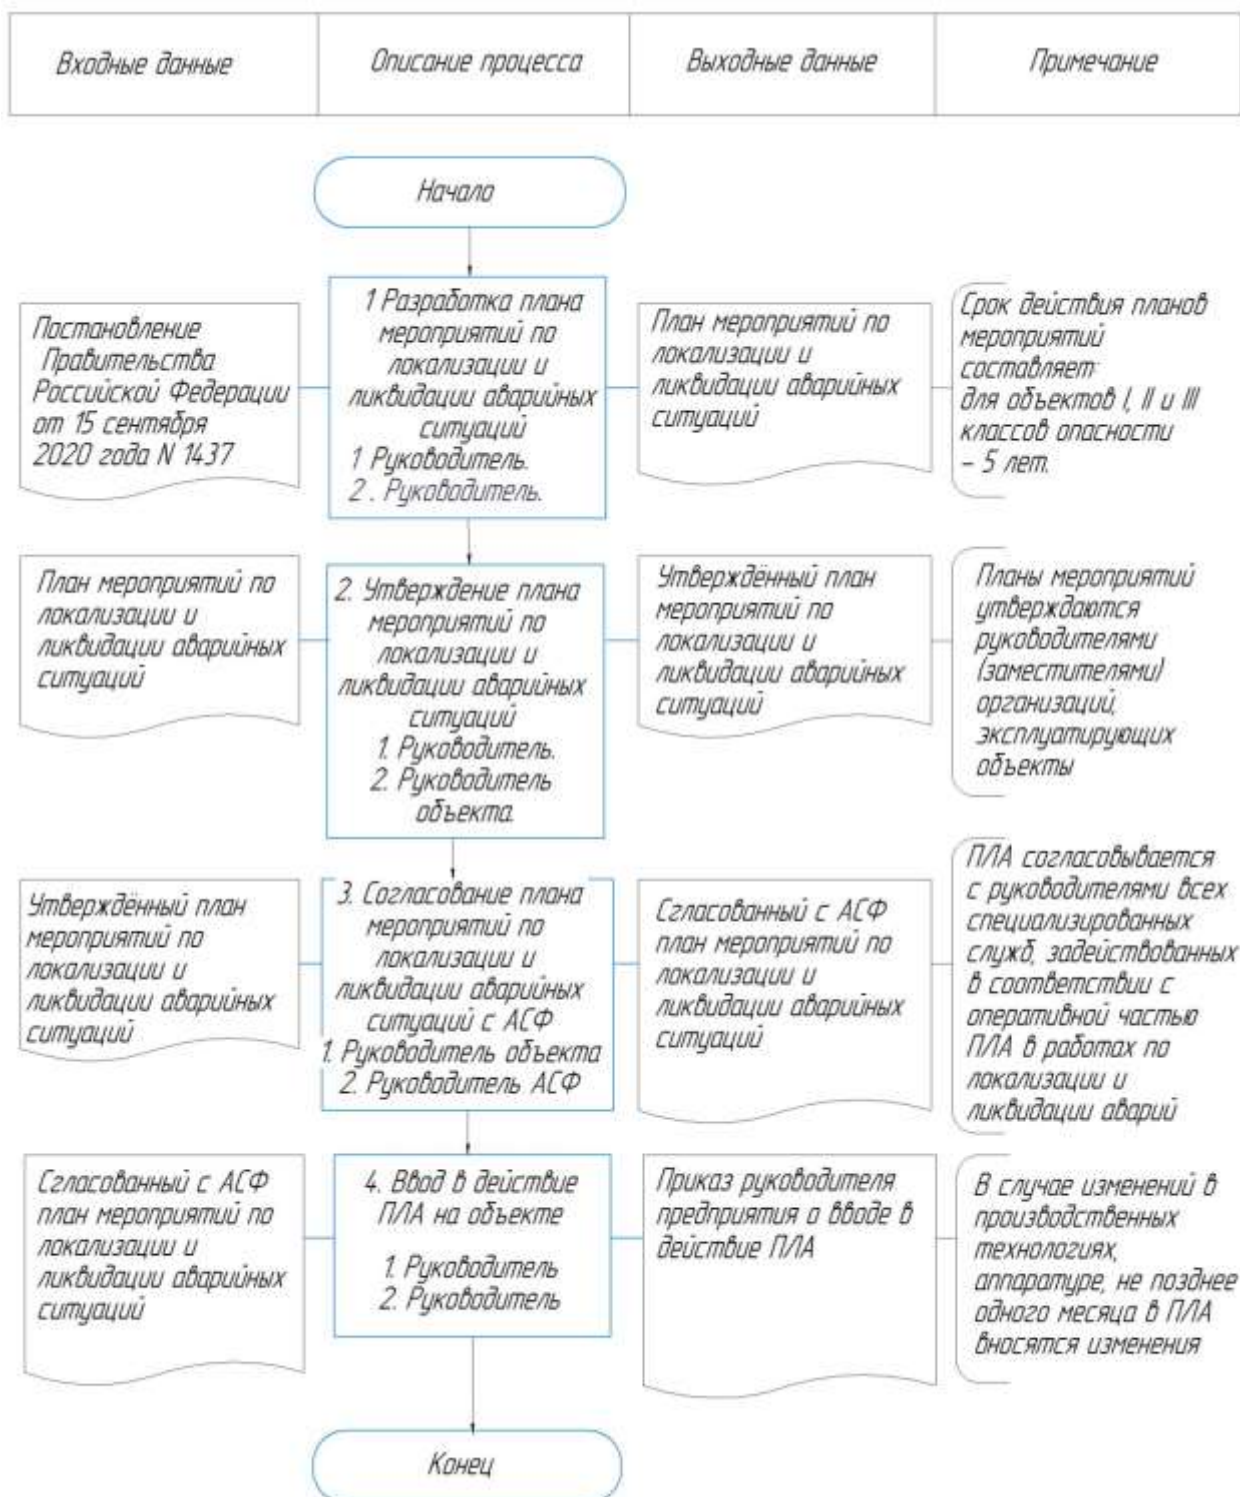 Входные данные
Описание процесса
Выходные данные
Примечание
Начало
Постановление
Правительства
Российской Федерации
от 15 сентября
2020 года N 1437
1 Разработка плана
мероприятий по
локализации и
ликвидации аварийных
ситуаций
1 Руководитель.
2 . Руководитель.
План мероприятий по
локализации и
ликвидации аварийных
ситуаций
Срок действия планов
мероприятий
составляет:
для объектов I, II и III
классов опасности
– 5 лет.
План мероприятий по
локализации и
ликвидации аварийных
ситуаций
2. Утверждение плана
мероприятий по
локализации и
ликвидации аварийных
ситуаций
1. Руководитель.
2. Руководитель
объекта.
Утверждённый план
мероприятий по
локализации и
ликвидации аварийных
ситуаций
Планы мероприятий
утверждаются
руководителями
(заместителями)
организаций,
эксплуатирующих
объекты
Утверждённый план
мероприятий по
локализации и
ликвидации аварийных
ситуаций
3. Согласование плана
мероприятий по
локализации и
ликвидации аварийных
ситуаций с АСФ
1. Руководитель объекта
2. Руководитель АСФ
Сгласованный с АСФ
план мероприятий по
локализации и
ликвидации аварийных
ситуаций
ПЛА согласовывается
с руководителями всех
специализированных
служб, задействованных
в соответствии с
оперативной частью
ПЛА в работах по
локализации и
ликвидации аварий
Сгласованный с АСФ
план мероприятий по
локализации и
ликвидации аварийных
ситуаций
4. Ввод в действие
ПЛА на объекте
1. Руководитель
2. Руководитель
Приказ руководителя
предприятия о вводе в
действие ПЛА
В случае изменений в
производственных
технологиях,
аппаратуре, не позднее
одного месяца в ПЛА
вносятся изменения
Конец